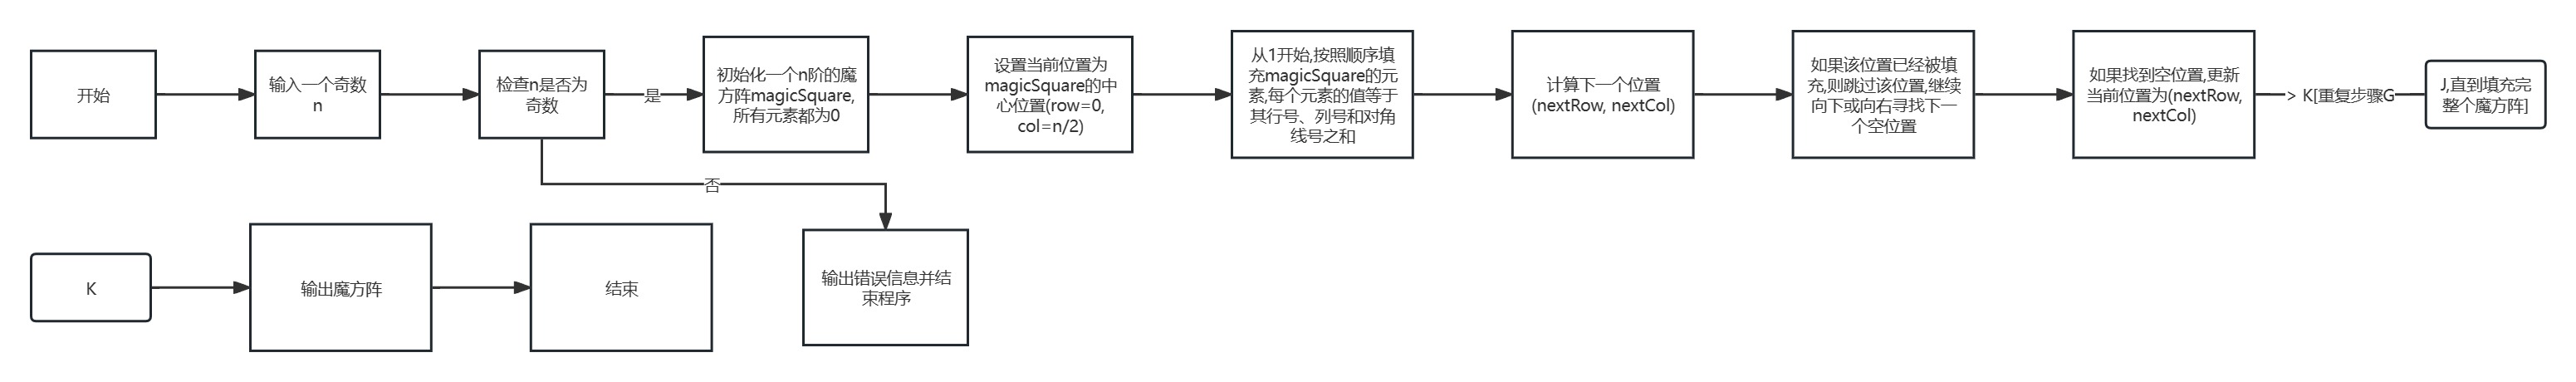 开始
输入一个奇数
n
检查n是否为
奇数
是
初始化一个n阶的魔
方阵magicSquare,
所有元素都为0
设置当前位置为
magicSquare的中
心位置(row=0,
col=n/2)
从1开始,按照顺序填
充magicSquare的元
素,每个元素的值等于
其行号、列号和对角
线号之和
计算下一个位置
(nextRow, nextCol)
如果该位置已经被填
充,则跳过该位置,继续
向下或向右寻找下一
个空位置
如果找到空位置,更新
当前位置为(nextRow,
nextCol)
> K[重复步骤G
J,直到填充完
整个魔方阵]
否
K
输出魔方阵
结束
输出错误信息并结
束程序